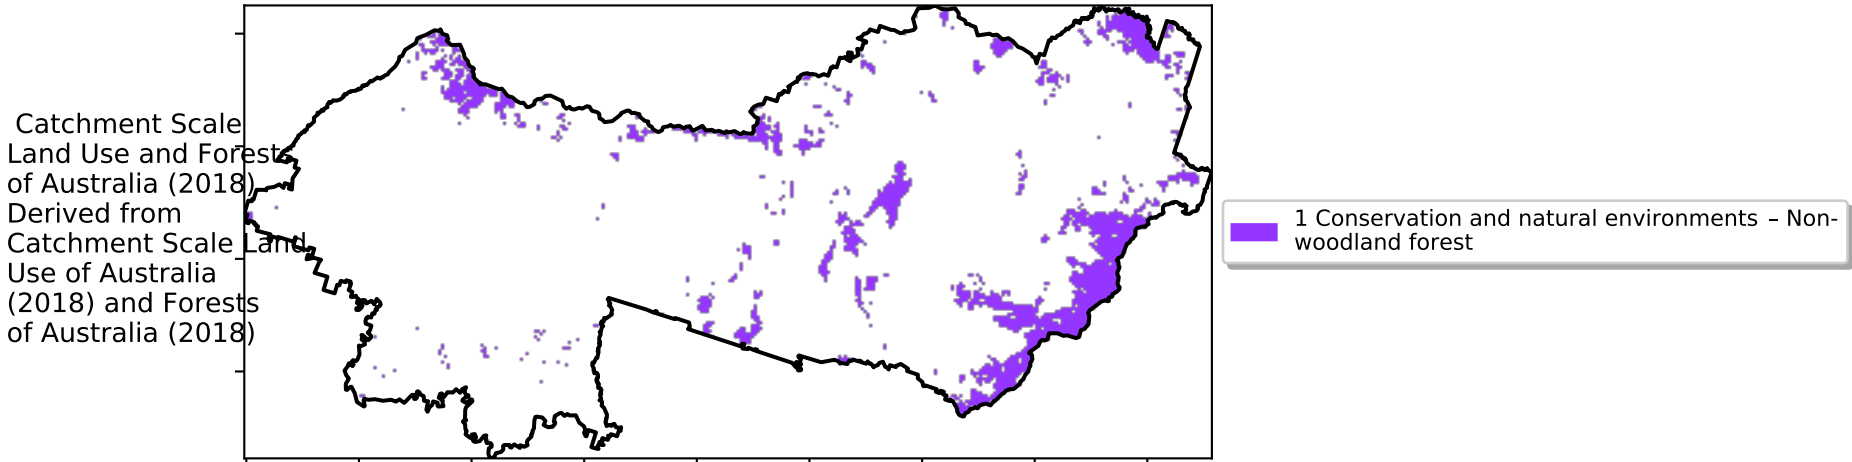 Catchment Scale
Land Use and Forests
of Australia (2018)
Derived from
Catchment Scale Land
Use of Australia
(2018) and Forests
of Australia (2018)
1 Conservation and natural environments – Non-
woodland forest